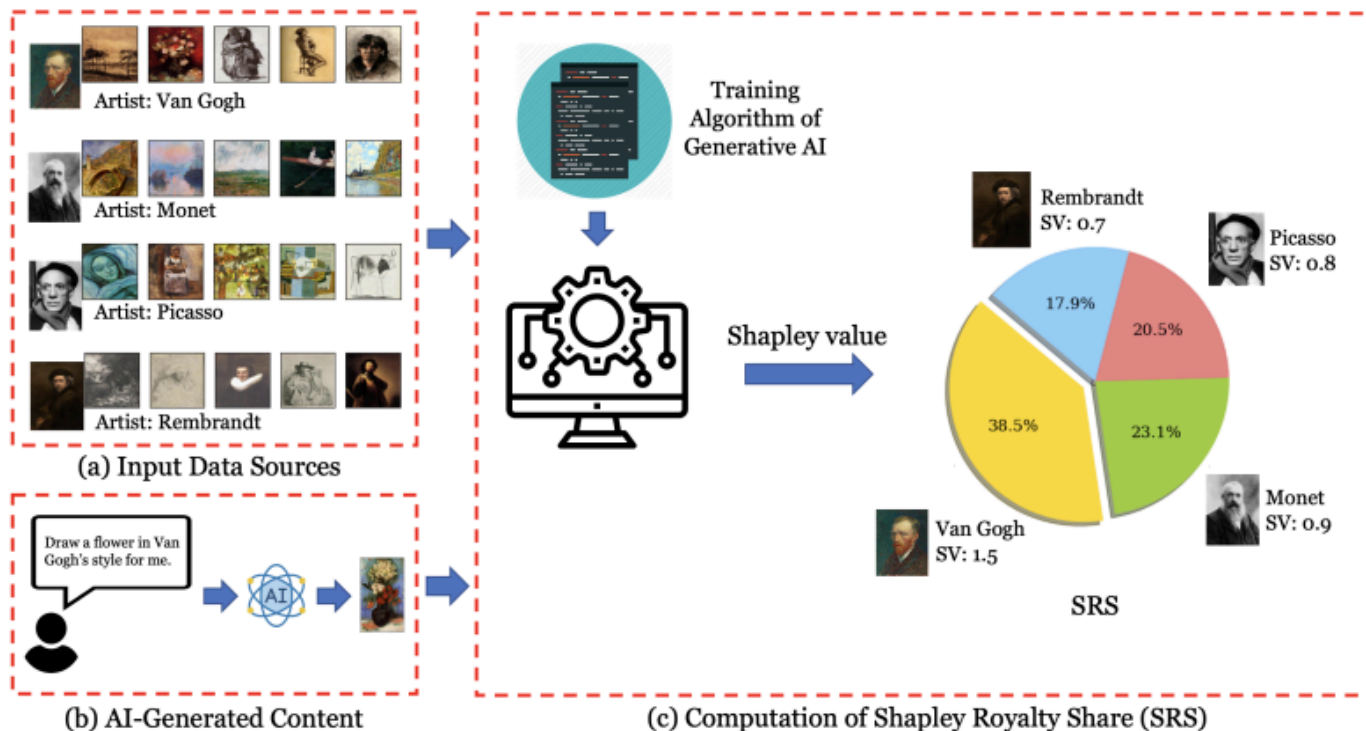 Artist: Van Gogh
Artist: Monet
Artist: Picasso
Artist: Rembrandt
(a) Input Data Sources
Draw a flower in Van
Gogh's style for me.
AI
(b) AI-Generated Content
Training
Algorithm of
Generative AI
Shapley value
Rembrandt
SV: 0.7
Picasso
SV: 0.8
17.9%
20.5%
38.5%
23.1%
Van Gogh
SV: 1.5
Monet
SV: 0.9
SRS
(c) Computation of Shapley Royalty Share (SRS)